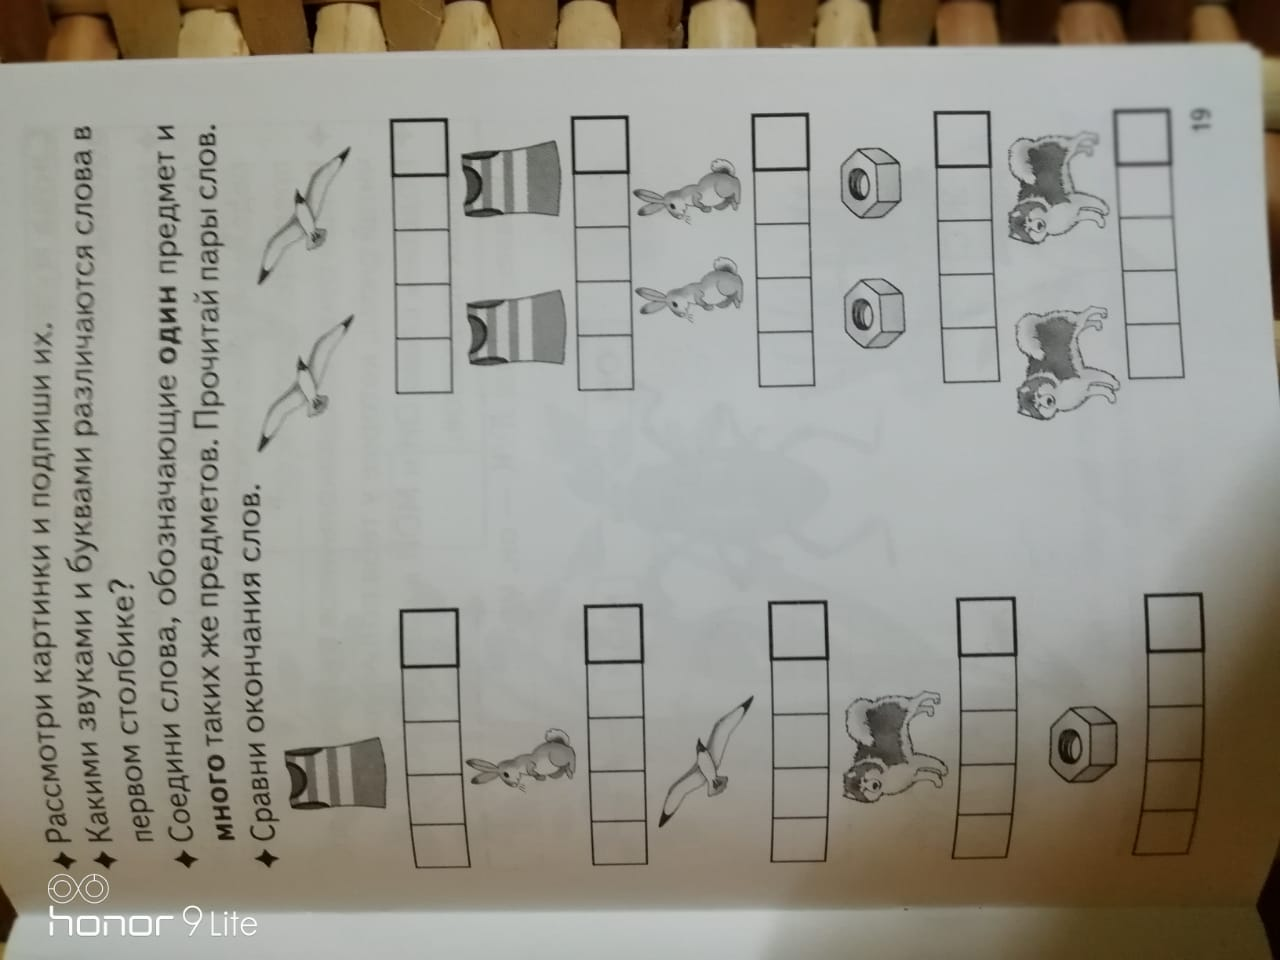 ✦ Рассмотри картинки и подпиши их.
✦ Какими звуками и буквами различаются слова в
первом столбике?
✦ Соедини слова, обозначающие один предмет и
много таких же предметов. Прочитай пары слов.
✦ Сравни окончания слов.
19
honor 9 Lite